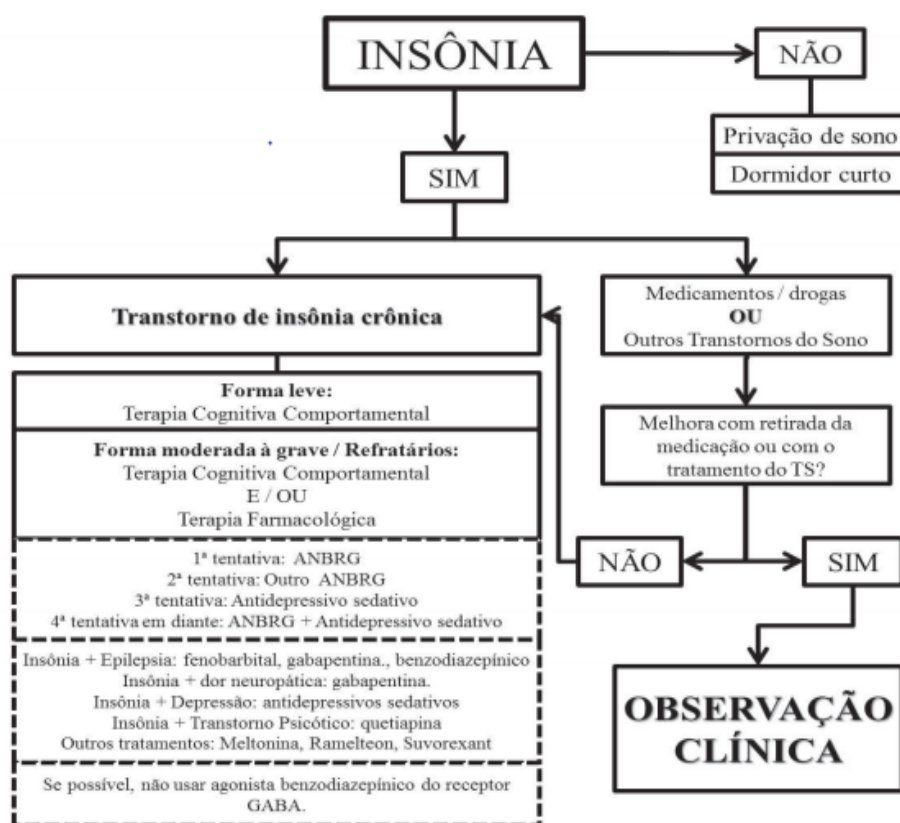 INSÔNIA
NÃO
Privação de sono
Dormidor curto
SIM
Transtorno de insônia crônica
Forma leve:
Terapia Cognitiva Comportamental
Forma moderada à grave / Refratários:
Terapia Cognitiva Comportamental
E / OU
Terapia Farmacológica
1ª tentativa: ANBRG
2ª tentativa: Outro ANBRG
3ª tentativa: Antidepressivo sedativo
4ª tentativa em diante: ANBRG + Antidepressivo sedativo
Insônia + Epilepsia: fenobarbital, gabapentina., benzodiazepínico
Insônia + dor neuropática: gabapentina.
Insônia + Depressão: antidepressivos sedativos
Insônia + Transtorno Psicótico: quetiapina
Outros tratamentos: Meltonina, Ramelteon, Suvorexant
Se possível, não usar agonista benzodiazepínico do receptor
GABA.
Medicamentos / drogas
OU
Outros Transtornos do Sono
Melhora com retirada da
medicação ou com o
tratamento do TS?
NÃO
SIM
OBSERVAÇÃO
CLÍNICA